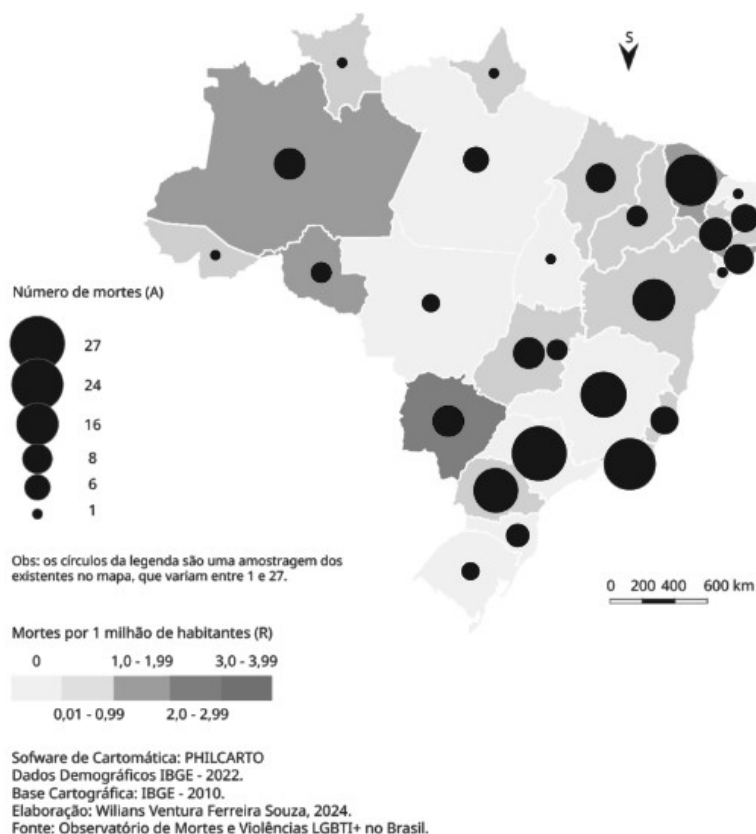 S
Número de mortes (A)
27
24
16
8
6
1
Obs: os círculos da legenda são uma amostragem dos
existentes no mapa, que variam entre 1 e 27.
0 200 400 600 km
Mortes por 1 milhão de habitantes (R)
0 1,0 - 1,99 3,0 - 3,99
0,01 - 0,99 2,0 - 2,99
Sofware de Cartomática: PHILCARTO
Dados Demográficos IBGE - 2022.
Base Cartográfica: IBGE - 2010.
Elaboração: Wilians Ventura Ferreira Souza, 2024.
Fonte: Observatório de Mortes e Violências LGBTI+ no Brasil.